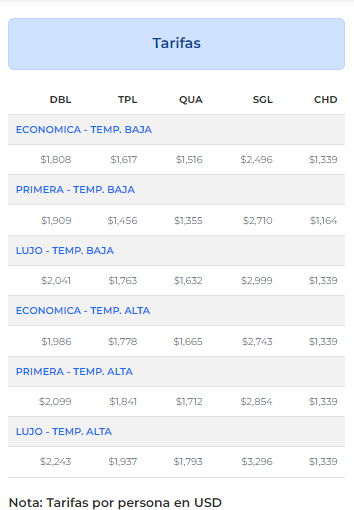 Tarifas
DBL TPL QUA SGL CHD
ECONOMICA - TEMP. BAJA
$1,808 $1,617 $1,516 $2,496 $1,339
PRIMERA - TEMP. BAJA
$1,909 $1,456 $1,355 $2,710 $1,164
LUJO - TEMP. BAJA
$2,041 $1,763 $1,632 $2,999 $1,339
ECONOMICA - TEMP. ALTA
$1,986 $1,778 $1,665 $2,743 $1,339
PRIMERA - TEMP. ALTA
$2,099 $1,841 $1,712 $2,854 $1,339
LUJO - TEMP. ALTA
$2,243 $1,937 $1,793 $3,296 $1,339
Nota: Tarifas por persona en USD